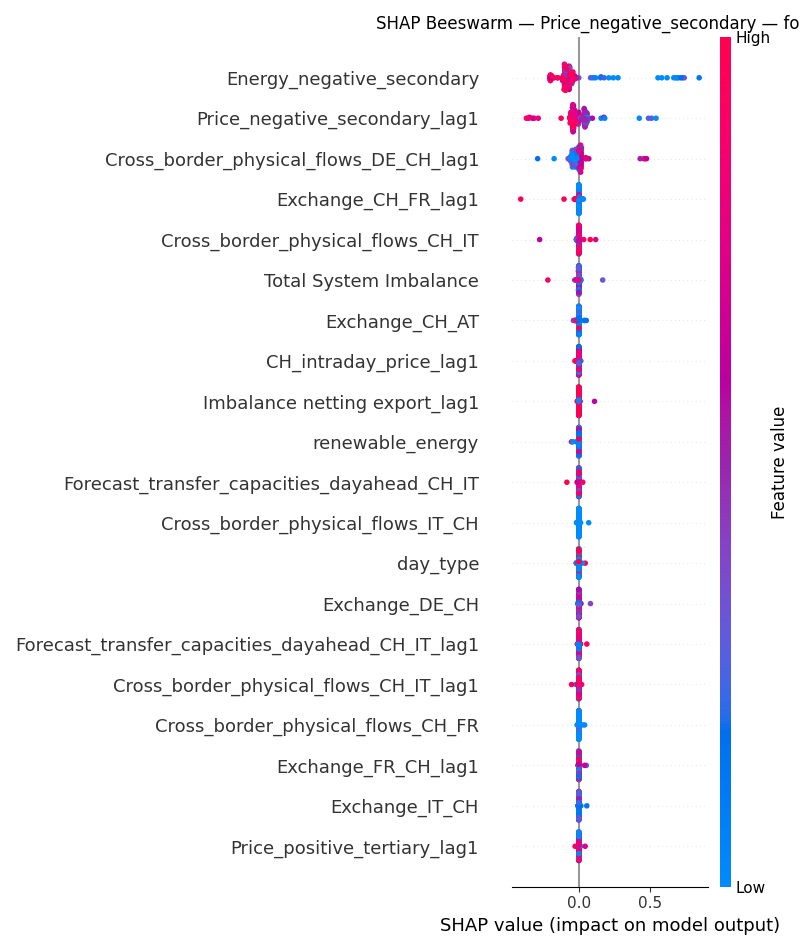 SHAP Beeswarm — Price_negative_secondary — fo
High
Energy_negative_secondary
Price_negative_secondary_lag1
Cross_border_physical_flows_DE_CH_lag1
Exchange_CH_FR_lag1
Cross_border_physical_flows_CH_IT
Total System Imbalance
Exchange_CH_AT
CH_intraday_price_lag1
Imbalance netting export_lag1
renewable_energy
Forecast_transfer_capacities_dayahead_CH_IT
Cross_border_physical_flows_IT_CH
day_type
Exchange_DE_CH
Forecast_transfer_capacities_dayahead_CH_IT_lag1
Cross_border_physical_flows_CH_IT_lag1
Cross_border_physical_flows_CH_FR
Exchange_FR_CH_lag1
Exchange_IT_CH
Price_positive_tertiary_lag1
Feature value
Low
0.0 0.5
SHAP value (impact on model output)